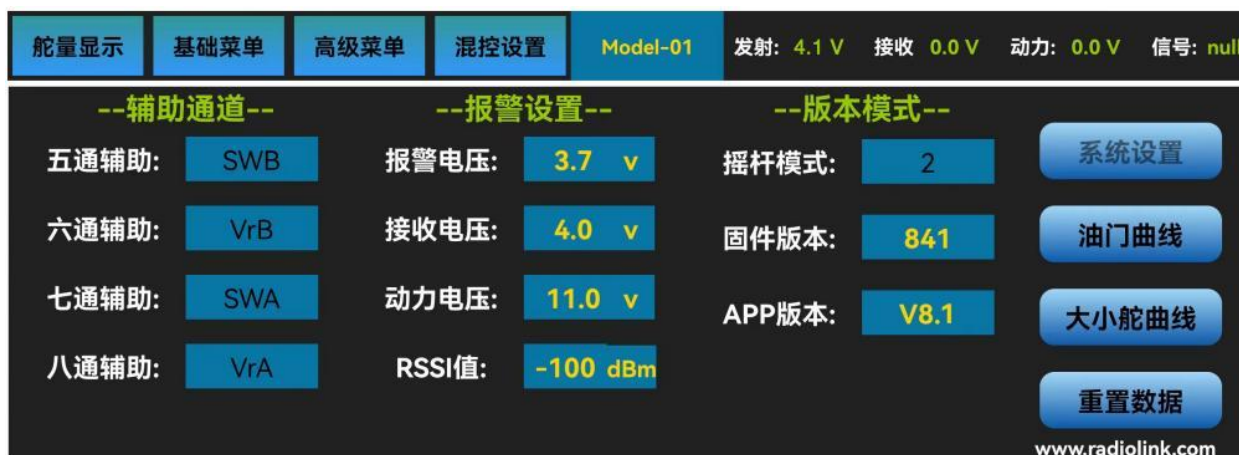 舵量显示 基础菜单 高级菜单 混控设置 Model-01 发射: 4.1 V 接收 0.0 V 动力: 0.0 V 信号: null
--辅助通道-- --报警设置-- --版本模式--
五通辅助: SWB 报警电压: 3.7 v 摇杆模式: 2 系统设置
六通辅助: VrB 接收电压: 4.0 v 固件版本: 841 油门曲线
七通辅助: SWA 动力电压: 11.0 v APP版本: V8.1 大小舵曲线
八通辅助: VrA RSSI值: -100 dBm 重置数据
www.radiolink.com